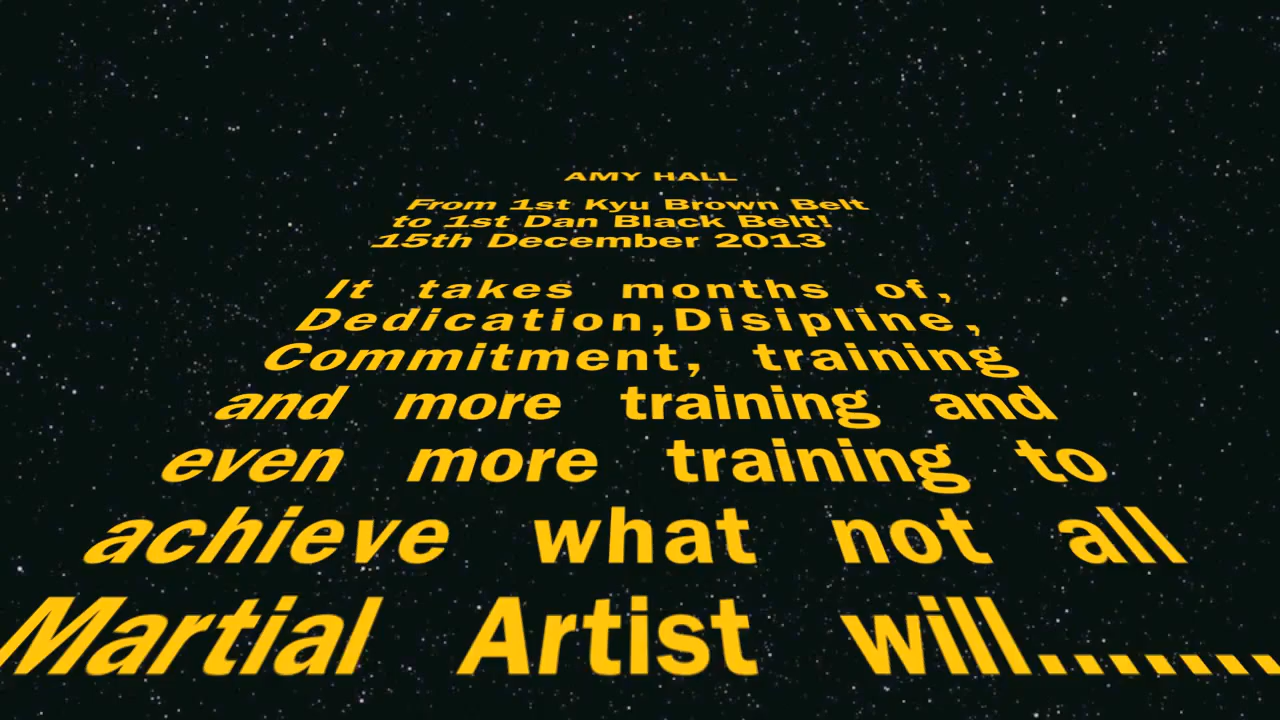 AMY HALL
From 1st Kyu Brown Belt
to 1st Dan Black Belt!
15th December 2013
It takes months of,
Dedication,Disipline,
Commitment, training
and more training and
even more training to
achieve what not all
Martial Artist will.......